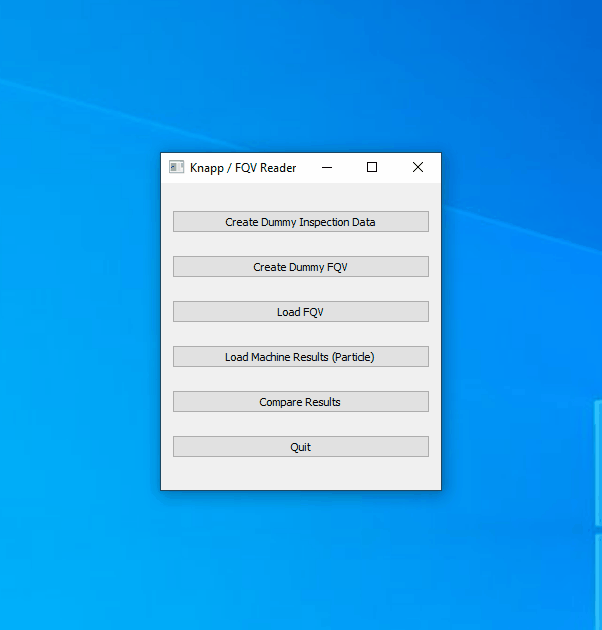 Knapp / FQV Reader
Create Dummy Inspection Data
Create Dummy FQV
Load FQV
Load Machine Results (Particle)
Compare Results
Quit